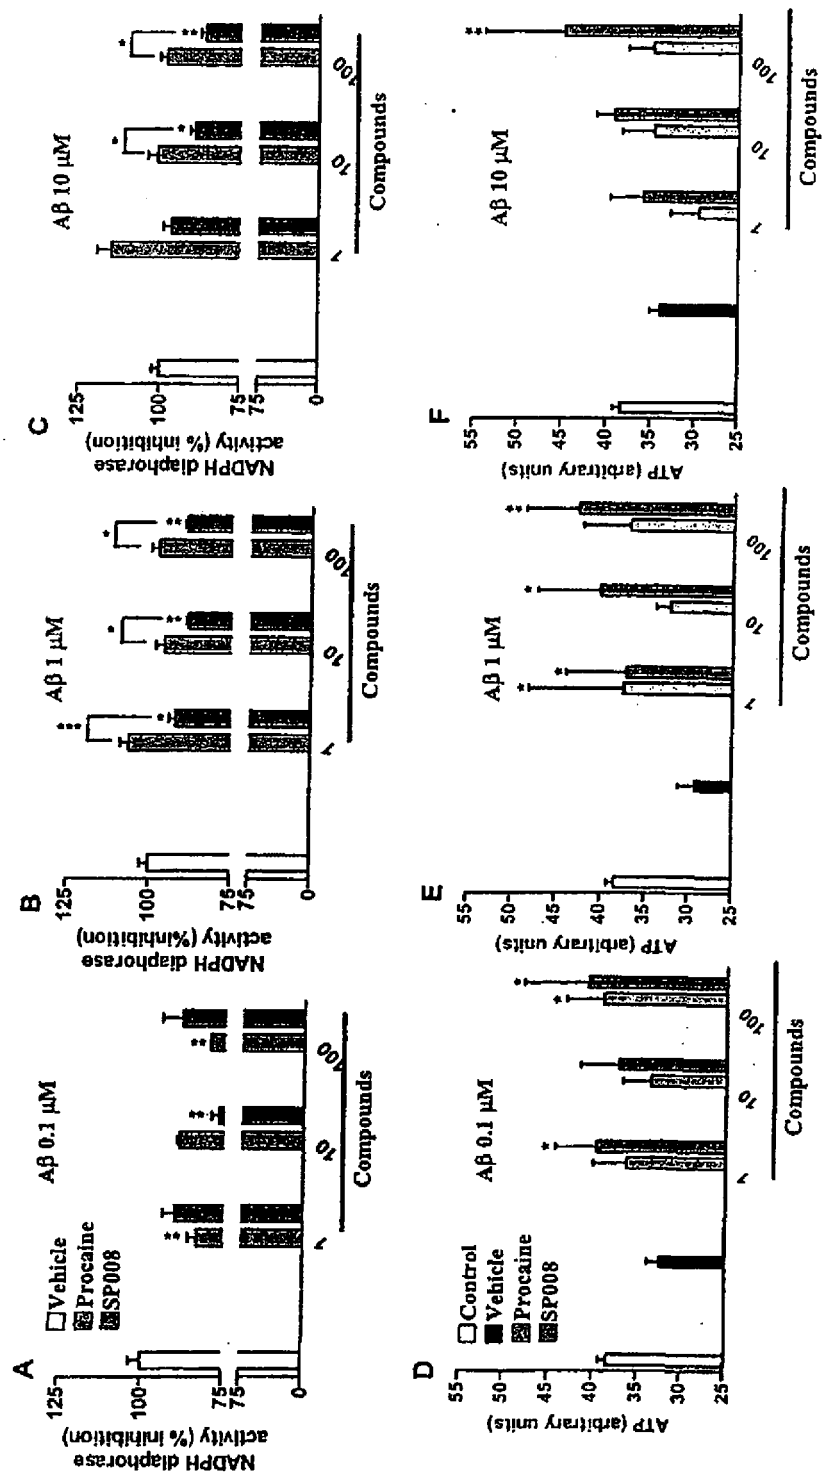 A
Aβ 0.1 μM
Vehicle
Procaine
SP008
NADPH diaphorase
activity (% inhibition)
125
100
75
75
0
**
**
**
1
10
100
Compounds
B
Aβ 1 μM
NADPH diaphorase
activity (%inhibition)
125
100
75
75
0
***
*
*
**
*
**
1
10
100
Compounds
C
Aβ 10 μM
NADPH diaphorase
activity (% inhibition)
125
100
75
75
0
*
*
*
**
1
10
100
Compounds
D
Aβ 0.1 μM
Control
Vehicle
Procaine
SP008
ATP (arbitrary units)
55
50
45
40
35
30
25
*
*
*
1
10
100
Compounds
E
Aβ 1 μM
ATP (arbitrary units)
55
50
45
40
35
30
25
*
*
*
**
1
10
100
Compounds
F
Aβ 10 μM
ATP (arbitrary units)
55
50
45
40
35
30
25
**
1
10
100
Compounds